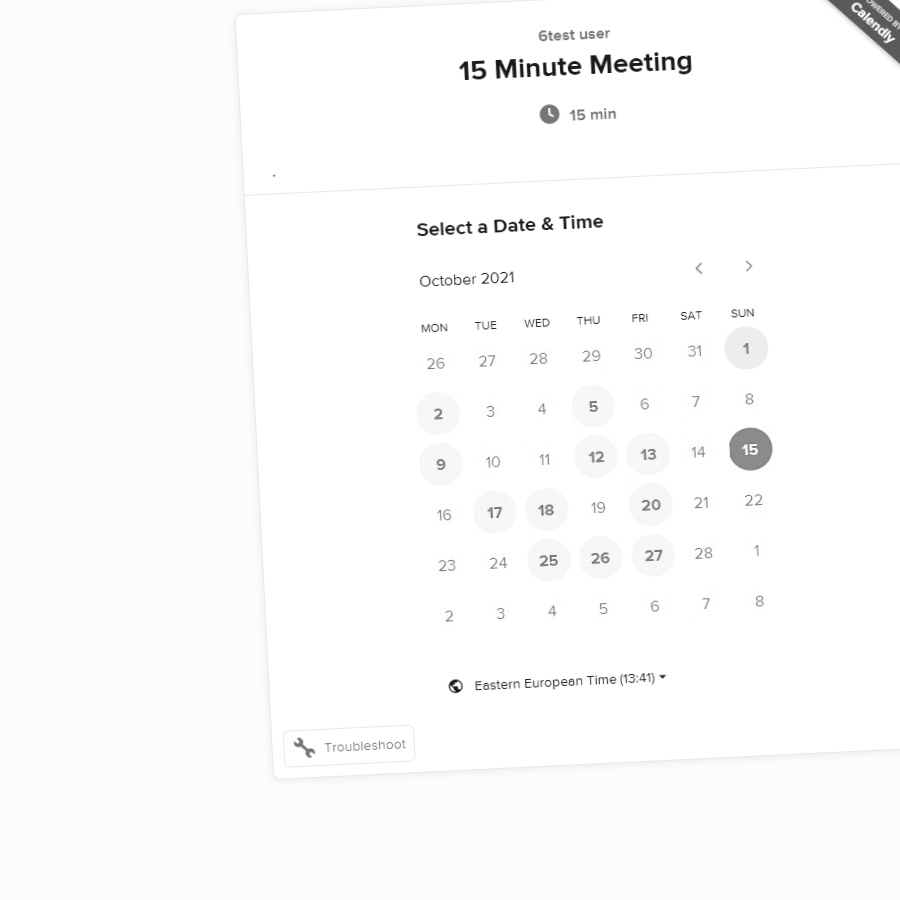 6test user
15 Minute Meeting
15 min
POWERED BY
Calendly
.
Select a Date & Time
October 2021
MON TUE WED THU FRI SAT SUN
26 27 28 29 30 31 1
2 3 4 5 6 7 8
9 10 11 12 13 14 15
16 17 18 19 20 21 22
23 24 25 26 27 28 1
2 3 4 5 6 7 8
Eastern European Time (13:41)
Troubleshoot